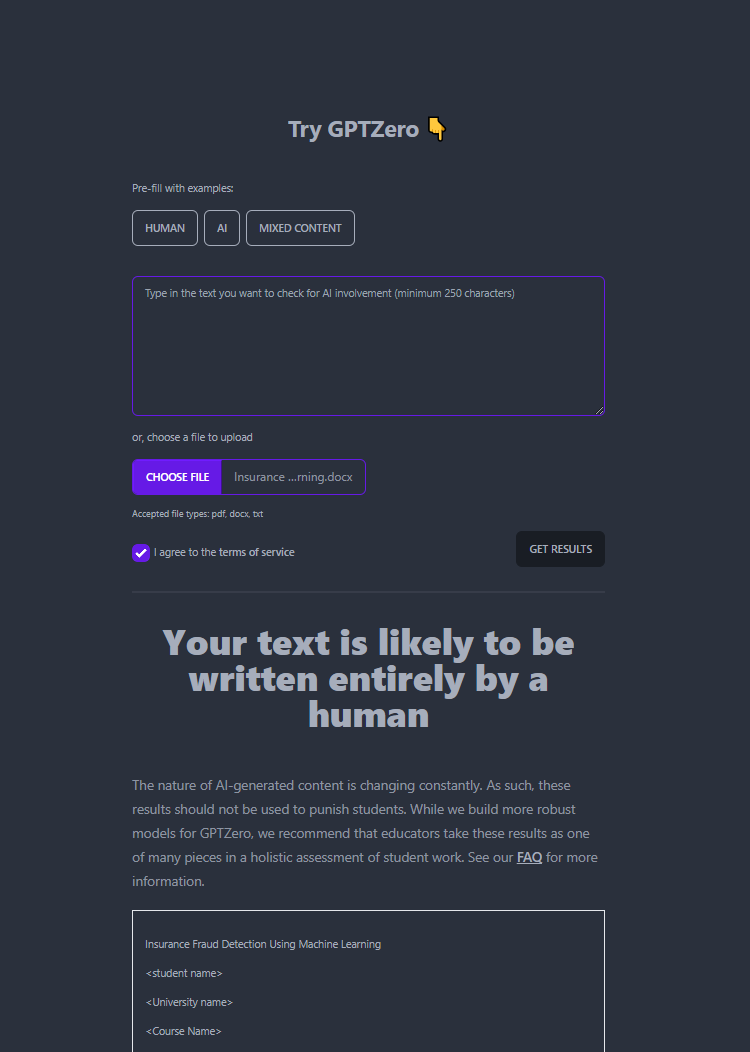 Try GPTZero 👇
Pre-fill with examples:
HUMAN
AI
MIXED CONTENT
Type in the text you want to check for AI involvement (minimum 250 characters)
or, choose a file to upload
CHOOSE FILE
Insurance ...rning.docx
Accepted file types: pdf, docx, txt
I agree to the terms of service
GET RESULTS
Your text is likely to be
written entirely by a
human
The nature of AI-generated content is changing constantly. As such, these
results should not be used to punish students. While we build more robust
models for GPTZero, we recommend that educators take these results as one
of many pieces in a holistic assessment of student work. See our FAQ for more
information.
Insurance Fraud Detection Using Machine Learning
<student name>
<University name>
<Course Name>